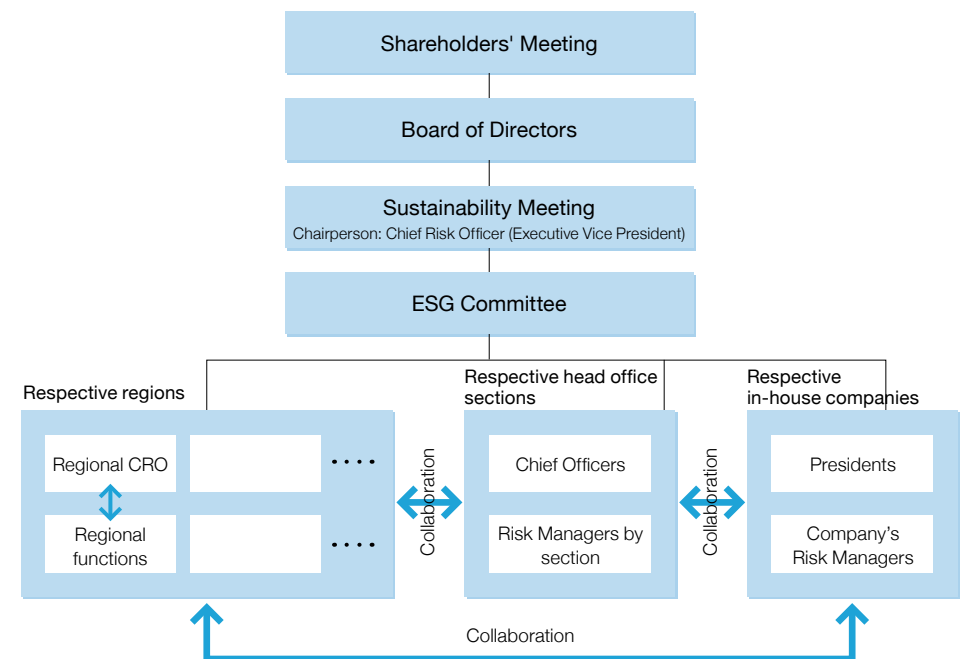 Shareholders' Meeting
Board of Directors
Sustainability Meeting
Chairperson: Chief Risk Officer (Executive Vice President)
ESG Committee
Respective regions
Regional CRO
Regional
functions
....
....
Collaboration
Respective head office
sections
Chief Officers
Risk Managers by
section
Collaboration
Respective
in-house companies
Presidents
Company's
Risk Managers
Collaboration